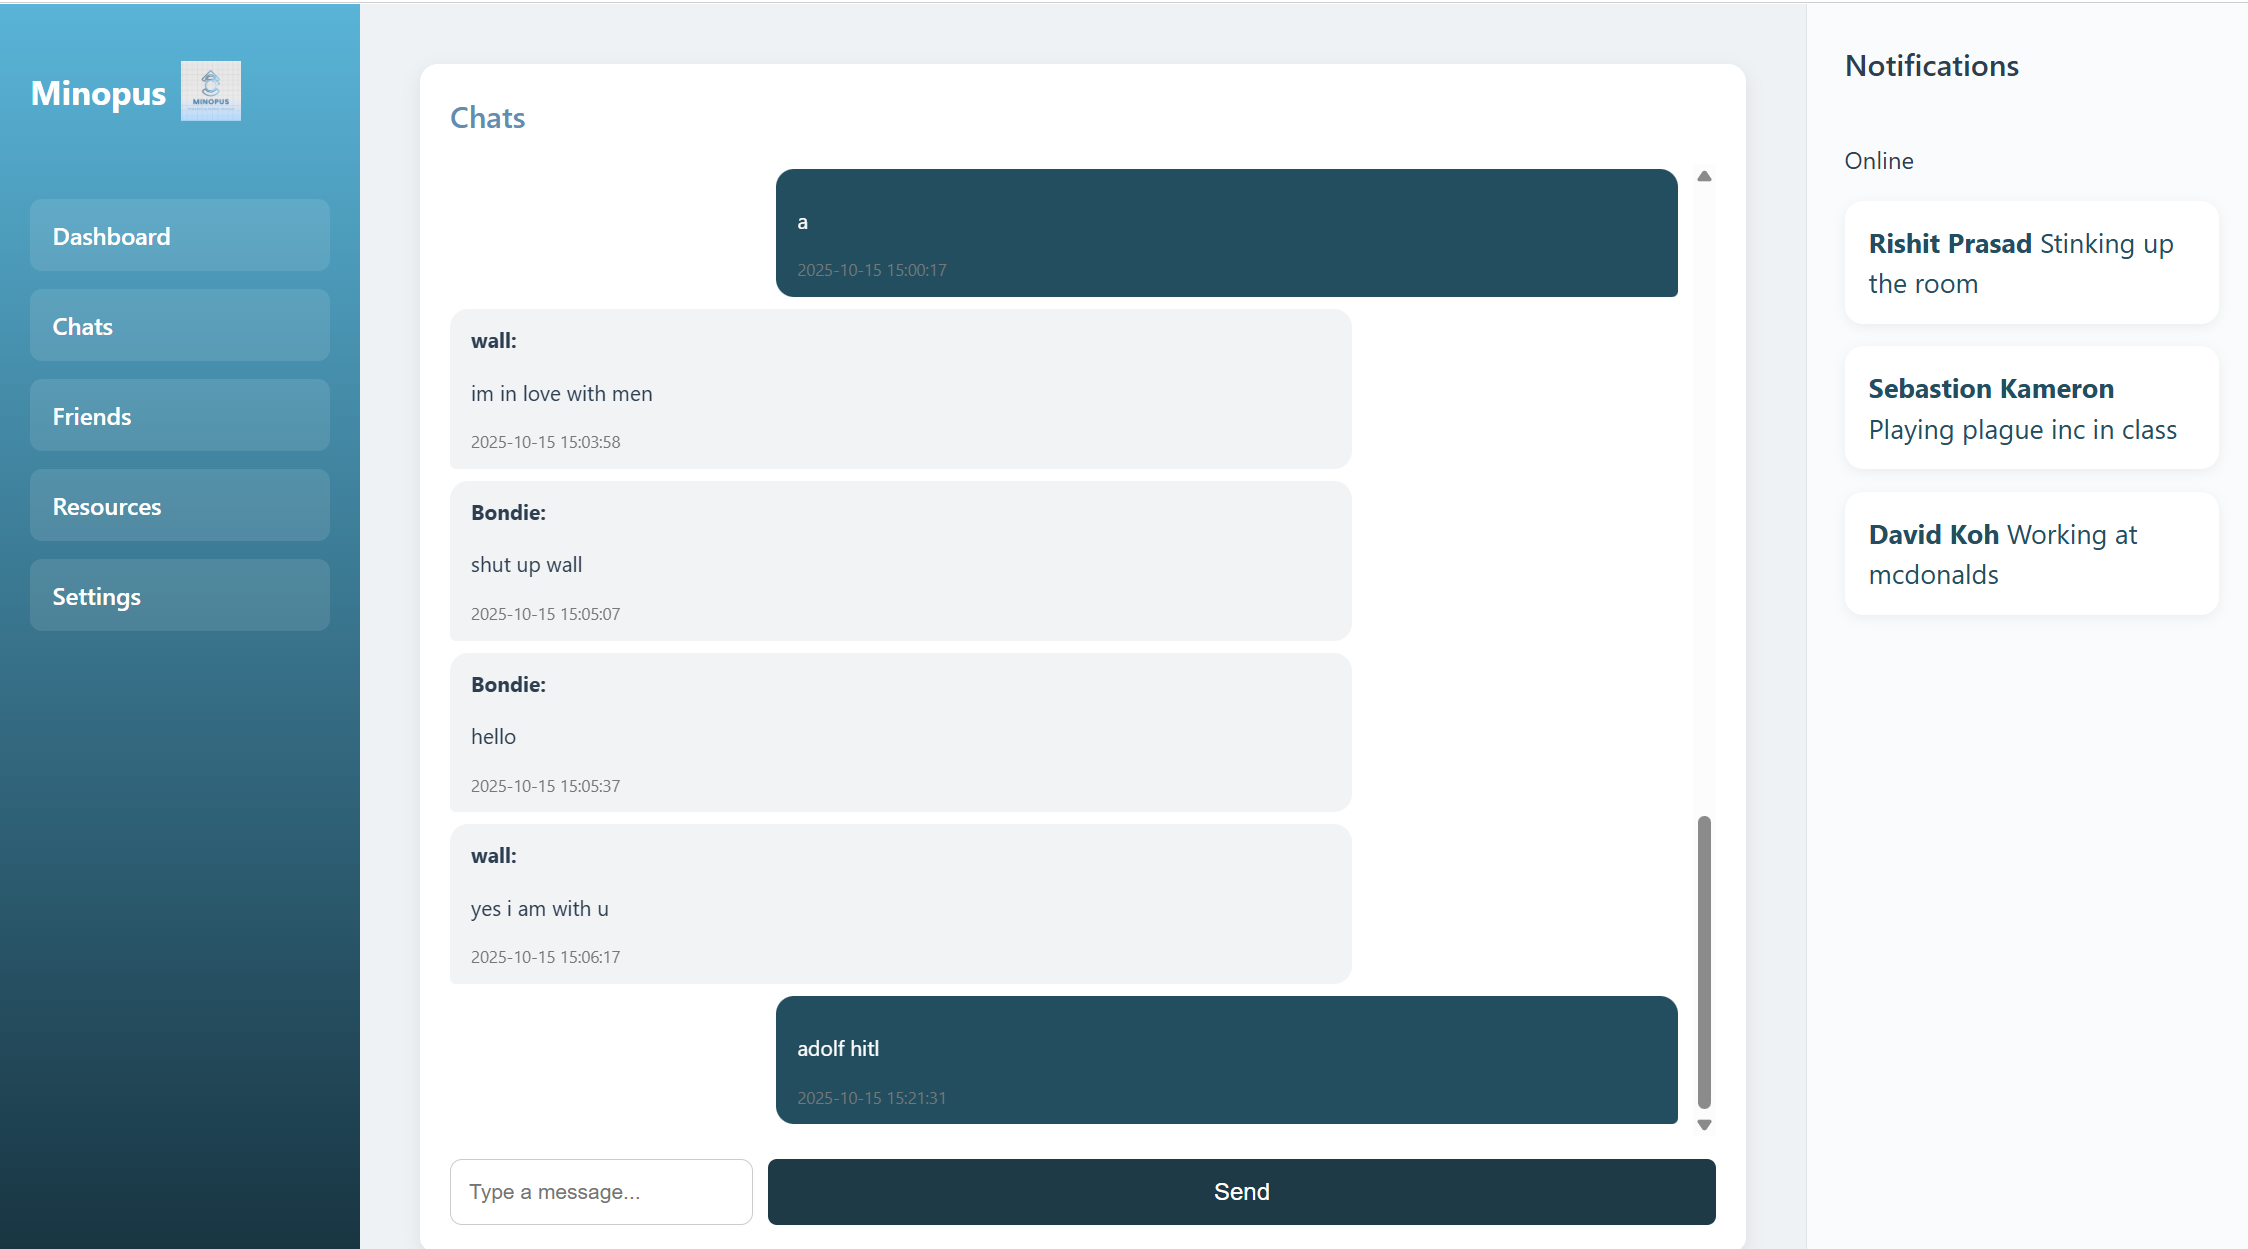 Minopus
MINOPUS
Dashboard
Chats
Friends
Resources
Settings
Chats
a
2025-10-15 15:00:17
wall:
im in love with men
2025-10-15 15:03:58
Bondie:
shut up wall
2025-10-15 15:05:07
Bondie:
hello
2025-10-15 15:05:37
wall:
yes i am with u
2025-10-15 15:06:17
adolf hitl
2025-10-15 15:21:31
Type a message...
Send
Notifications
Online
Rishit Prasad Stinking up
the room
Sebastion Kameron
Playing plague inc in class
David Koh Working at
mcdonalds